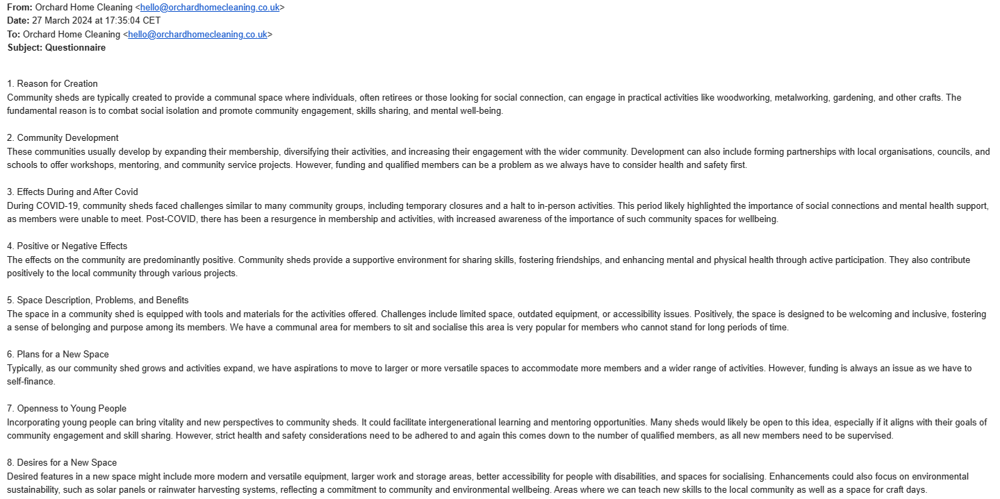 From: Orchard Home Cleaning <hello@orchardhomecleaning.co.uk>
Date: 27 March 2024 at 17:35:04 CET
To: Orchard Home Cleaning <hello@orchardhomecleaning.co.uk>
Subject: Questionnaire
1. Reason for Creation
Community sheds are typically created to provide a communal space where individuals, often retirees or those looking for social connection, can engage in practical activities like woodworking, metalworking, gardening, and other crafts. The
fundamental reason is to combat social isolation and promote community engagement, skills sharing, and mental well-being.
2. Community Development
These communities usually develop by expanding their membership, diversifying their activities, and increasing their engagement with the wider community. Development can also include forming partnerships with local organisations, councils, and
schools to offer workshops, mentoring, and community service projects. However, funding and qualified members can be a problem as we always have to consider health and safety first.
3. Effects During and After Covid
During COVID-19, community sheds faced challenges similar to many community groups, including temporary closures and a halt to in-person activities. This period likely highlighted the importance of social connections and mental health support,
as members were unable to meet. Post-COVID, there has been a resurgence in membership and activities, with increased awareness of the importance of such community spaces for wellbeing.
4. Positive or Negative Effects
The effects on the community are predominantly positive. Community sheds provide a supportive environment for sharing skills, fostering friendships, and enhancing mental and physical health through active participation. They also contribute
positively to the local community through various projects.
5. Space Description, Problems, and Benefits
The space in a community shed is equipped with tools and materials for the activities offered. Challenges include limited space, outdated equipment, or accessibility issues. Positively, the space is designed to be welcoming and inclusive, fostering
a sense of belonging and purpose among its members. We have a communal area for members to sit and socialise this area is very popular for members who cannot stand for long periods of time.
6. Plans for a New Space
Typically, as our community shed grows and activities expand, we have aspirations to move to larger or more versatile spaces to accommodate more members and a wider range of activities. However, funding is always an issue as we have to
self-finance.
7. Openness to Young People
Incorporating young people can bring vitality and new perspectives to community sheds. It could facilitate intergenerational learning and mentoring opportunities. Many sheds would likely be open to this idea, especially if it aligns with their goals of
community engagement and skill sharing. However, strict health and safety considerations need to be adhered to and again this comes down to the number of qualified members, as all new members need to be supervised.
8. Desires for a New Space
Desired features in a new space might include more modern and versatile equipment, larger work and storage areas, better accessibility for people with disabilities, and spaces for socialising. Enhancements could also focus on environmental
sustainability, such as solar panels or rainwater harvesting systems, reflecting a commitment to community and environmental wellbeing. Areas where we can teach new skills to the local community as well as a space for craft days.